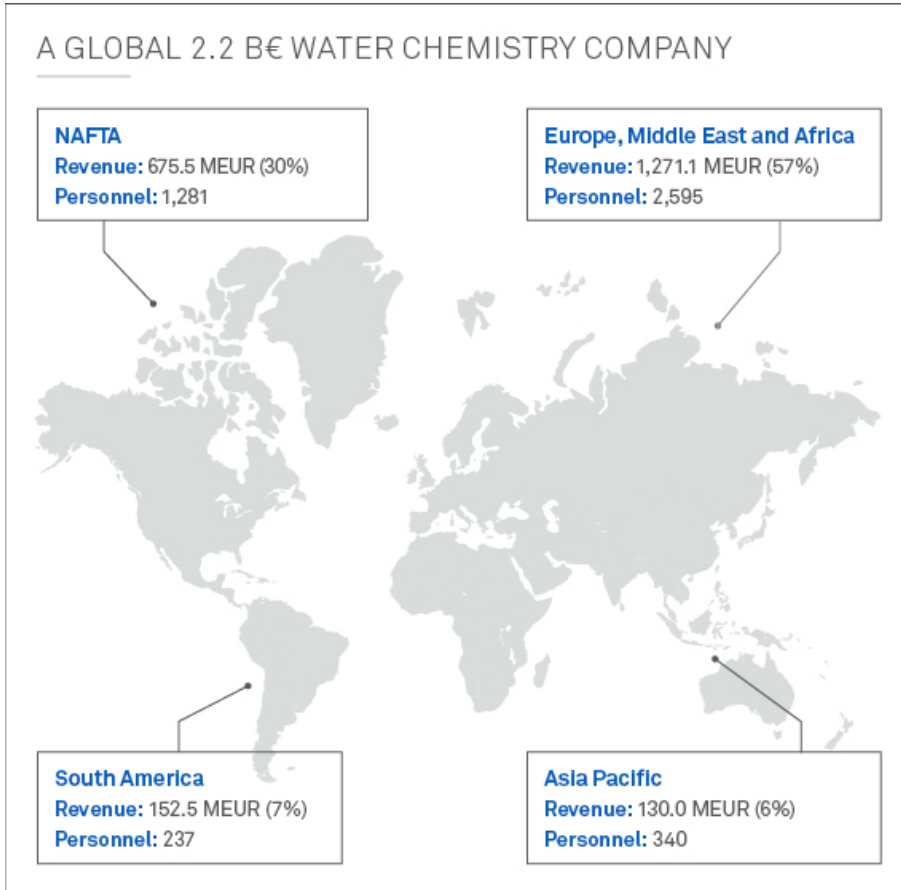 A GLOBAL 2.2 B€ WATER CHEMISTRY COMPANY
NAFTA
Revenue: 675.5 MEUR (30%)
Personnel: 1,281
Europe, Middle East and Africa
Revenue: 1,271.1 MEUR (57%)
Personnel: 2,595
South America
Revenue: 152.5 MEUR (7%)
Personnel: 237
Asia Pacific
Revenue: 130.0 MEUR (6%)
Personnel: 340